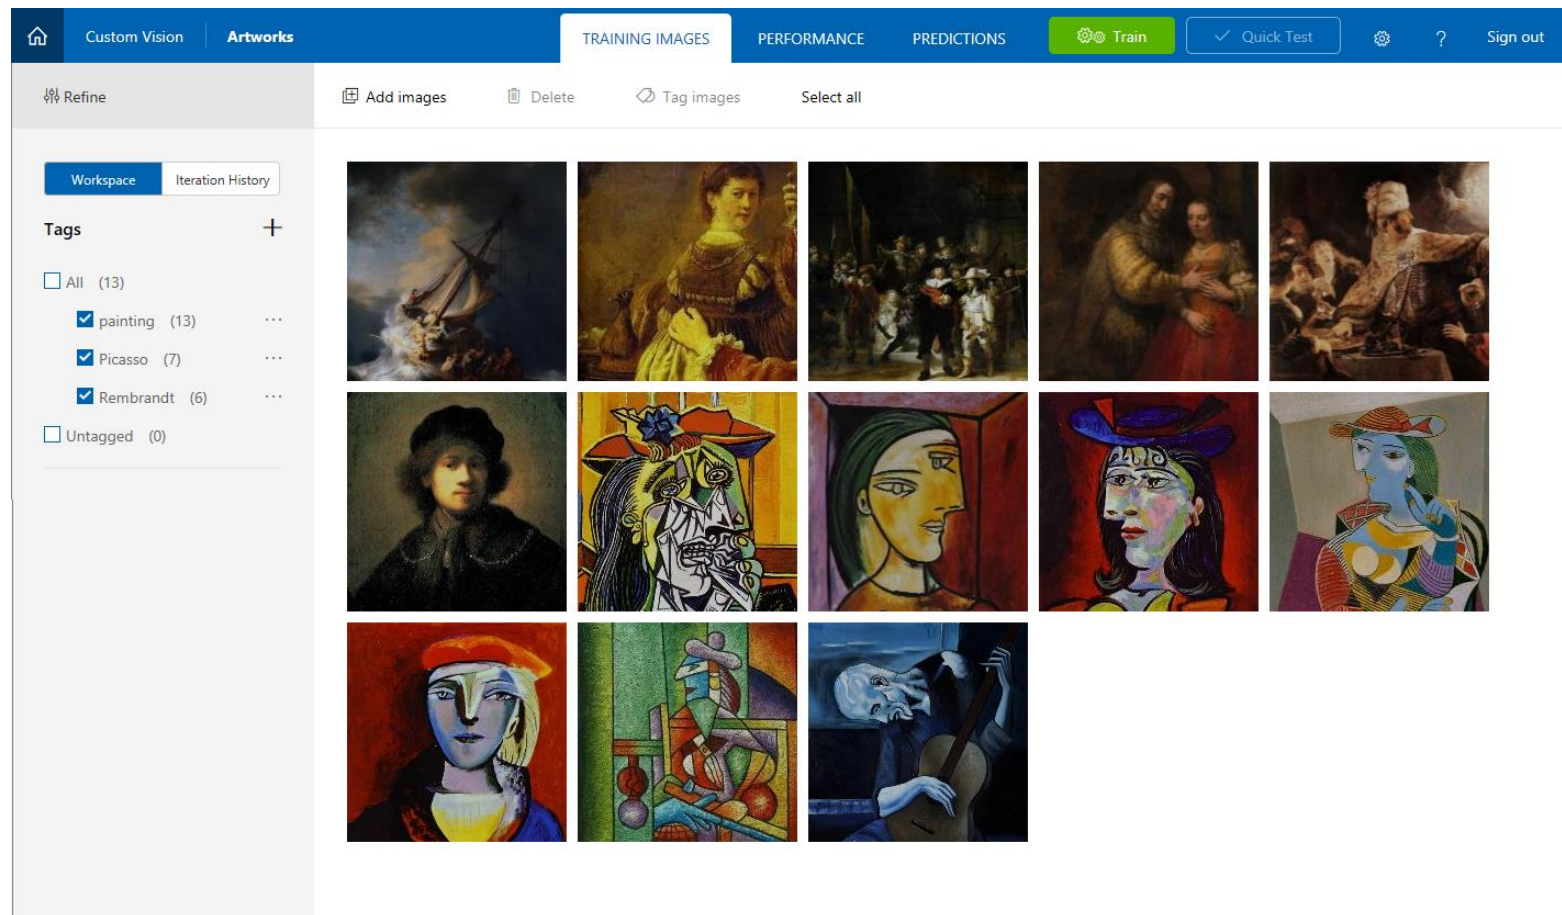 Custom Vision
Artworks
TRAINING IMAGES
PERFORMANCE
PREDICTIONS
Train
Quick Test
?
Sign out
Refine
Add images
Delete
Tag images
Select all
Workspace
Iteration History
Tags
All (13)
painting (13)
Picasso (7)
Rembrandt (6)
Untagged (0)